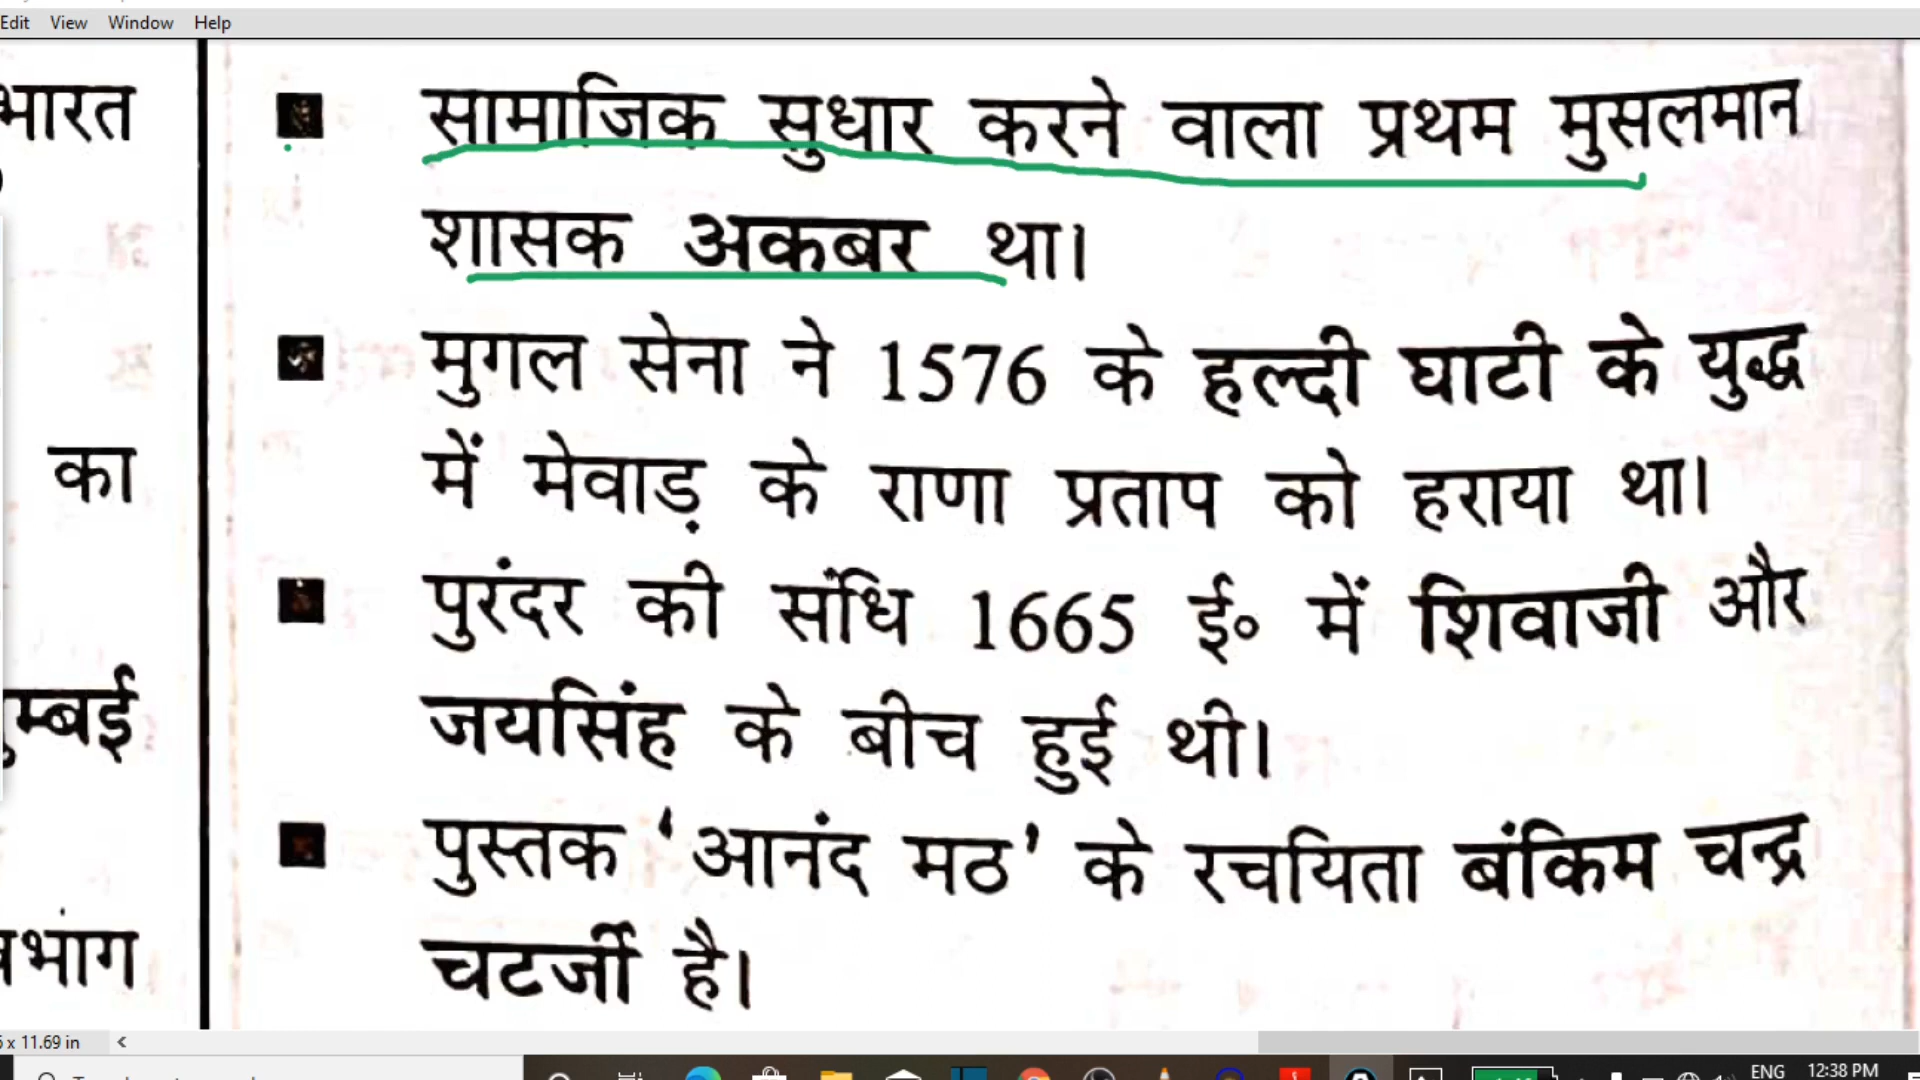 Edit View Window Help
भारत
का
म्बई
भाग
सामाजिक सुधार करने वाला प्रथम मुसलमान
शासक अकबर था।
मुगल सेना ने 1576 के हल्दी घाटी के युद्ध
में मेवाड़ के राणा प्रताप को हराया था।
पुरंदर की संधि 1665 ई० में शिवाजी और
जयसिंह के बीच हुई थी।
पुस्तक ‘आनंद मठ’ के रचयिता बंकिम चन्द्र
चटर्जी है।
x 11.69 in
ENG 12:38 PM